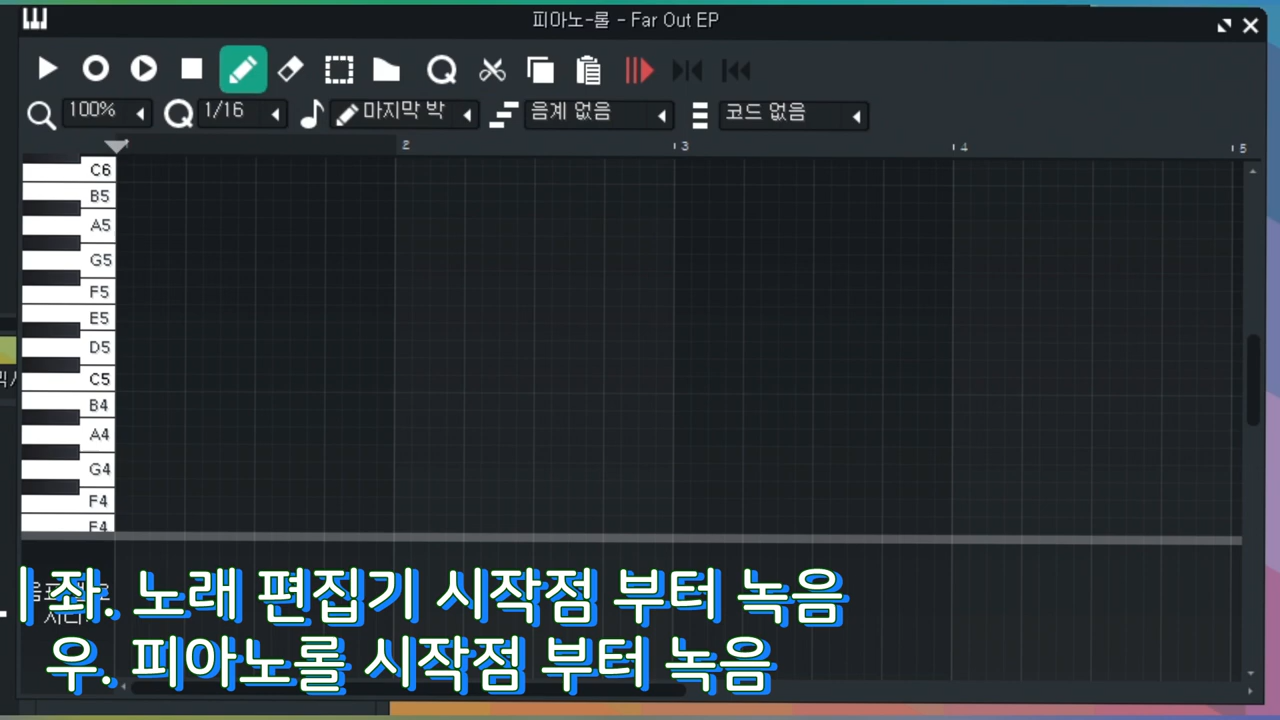 피아노-롤 - Far Out EP
100%
1/16
마지막 박
음계 없음
코드 없음
2
3
4
5
C6
B5
A5
G5
F5
E5
D5
C5
B4
A4
G4
F4
E4
좌. 노래 편집기 시작점 부터 녹음
우. 피아노롤 시작점 부터 녹음